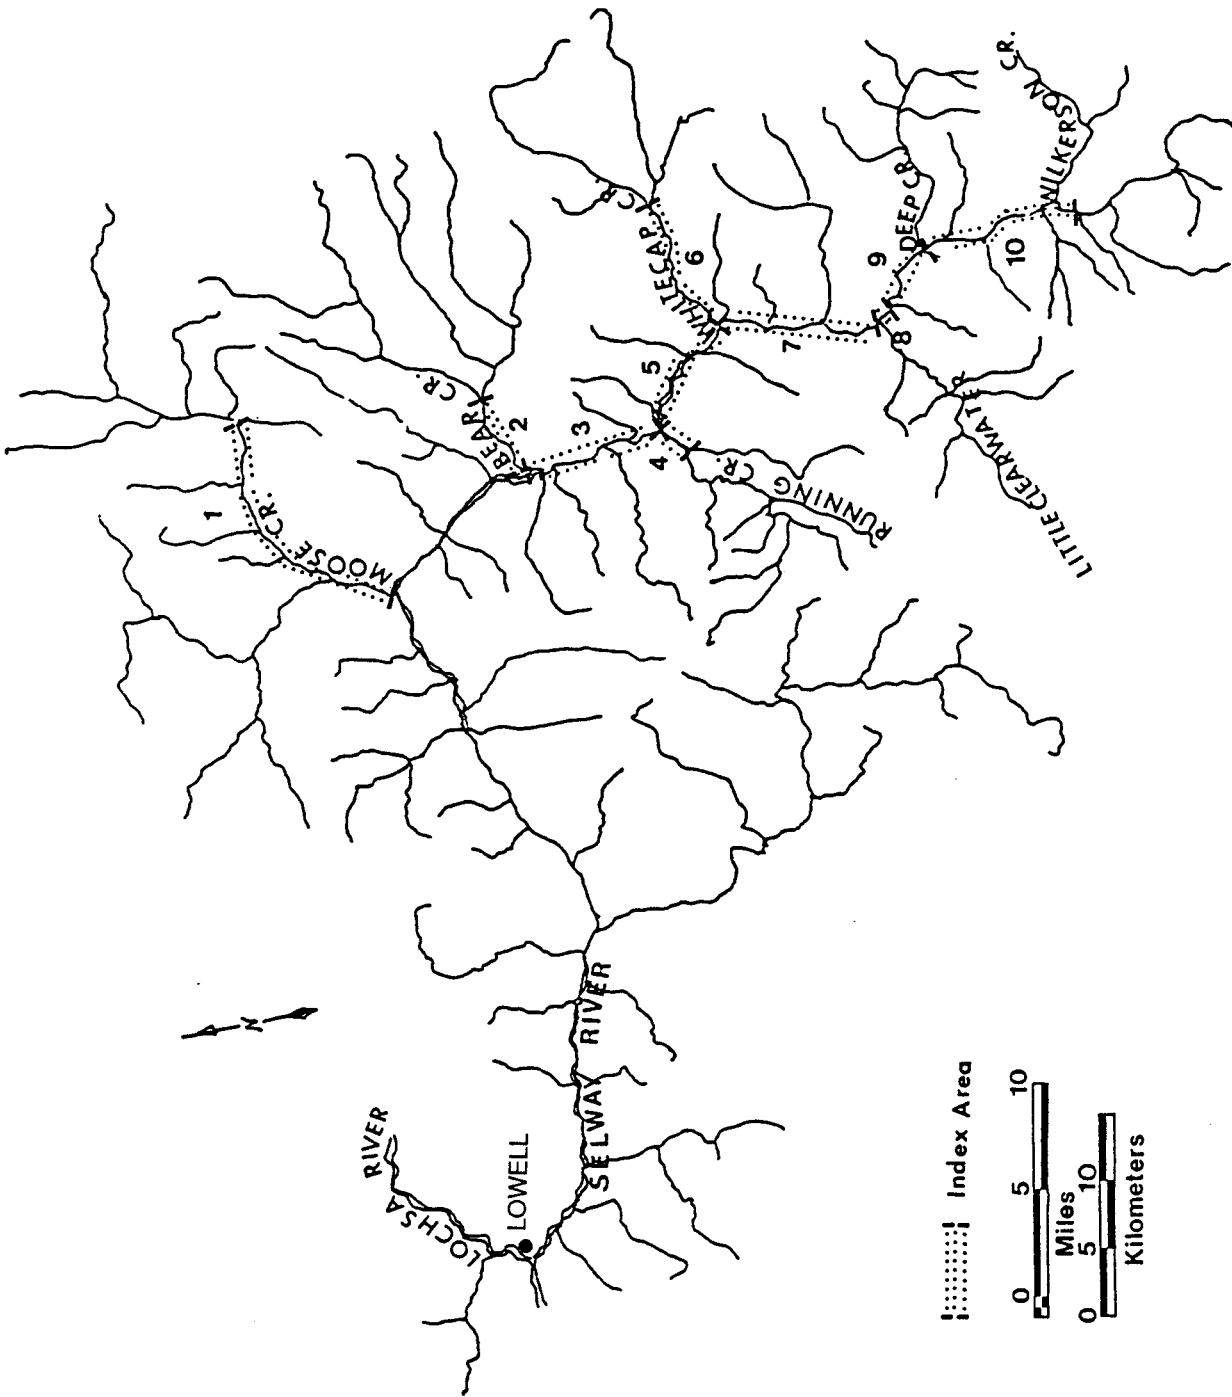 MOOSE CR.
1
BEAR CR.
2
3
4
RUNNING CR
5
WHITECAP CR.
6
7
8
LITTLE CLEARWATER
9
DEEP CR.
10
WILKERSON CR.
N
LOCHSA RIVER
LOWELL
SELWAY RIVER
Index Area
0 5 10
Miles
0 5 10
Kilometers